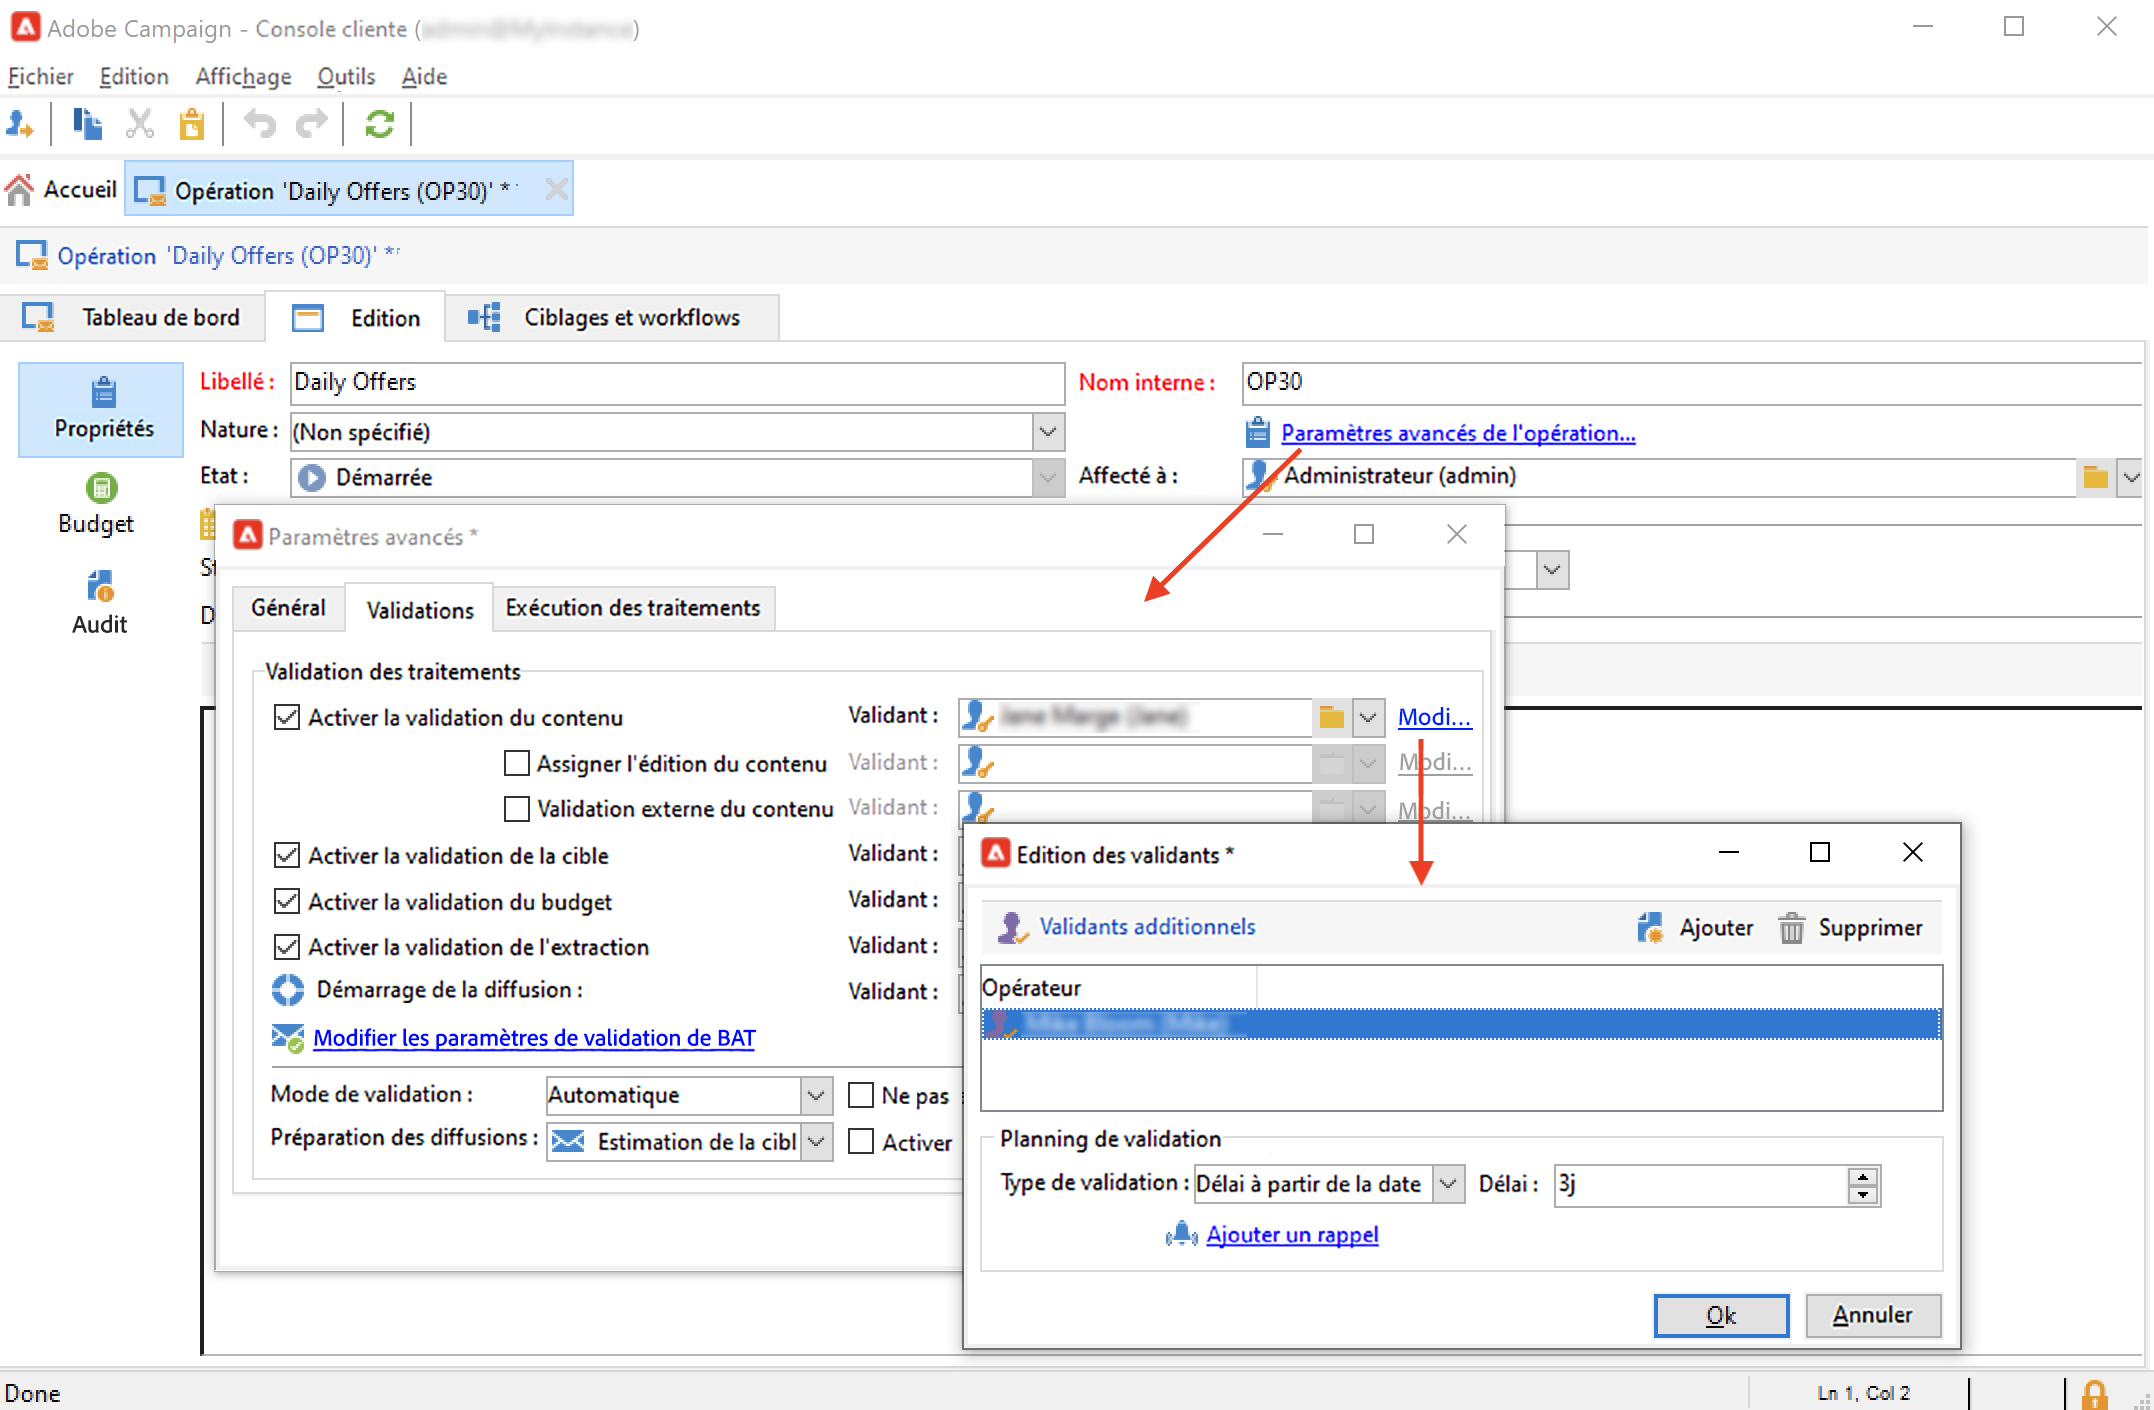 Adobe Campaign - Console cliente (
Fichier Edition Affichage Outils Aide
Accueil Opération 'Daily Offers (OP30)' *
Opération 'Daily Offers (OP30)' *
Tableau de bord Edition Ciblages et workflows
Propriétés
Budget
Audit
Libellé : Daily Offers Nom interne : OP30
Nature : (Non spécifié) Paramètres avancés de l'opération...
Etat : Démarrée Affecté à : Administrateur (admin)
Paramètres avancés *
Général Validations Exécution des traitements
Validation des traitements
Activer la validation du contenu Validant : Jane Marge (Jane) Modi...
Assigner l'édition du contenu Validant : Modi...
Validation externe du contenu Validant : Modi...
Activer la validation de la cible Validant :
Activer la validation du budget Validant :
Activer la validation de l'extraction Validant :
Démarrage de la diffusion : Validant :
Modifier les paramètres de validation de BAT
Mode de validation : Automatique Ne pas
Préparation des diffusions : Estimation de la cibl Activer
Edition des validants *
Validants additionnels Ajouter Supprimer
Opérateur
Mike Bloom (Mike)
Planning de validation
Type de validation : Délai à partir de la date Délai : 3j
Ajouter un rappel
Ok Annuler
Done Ln 1, Col 2